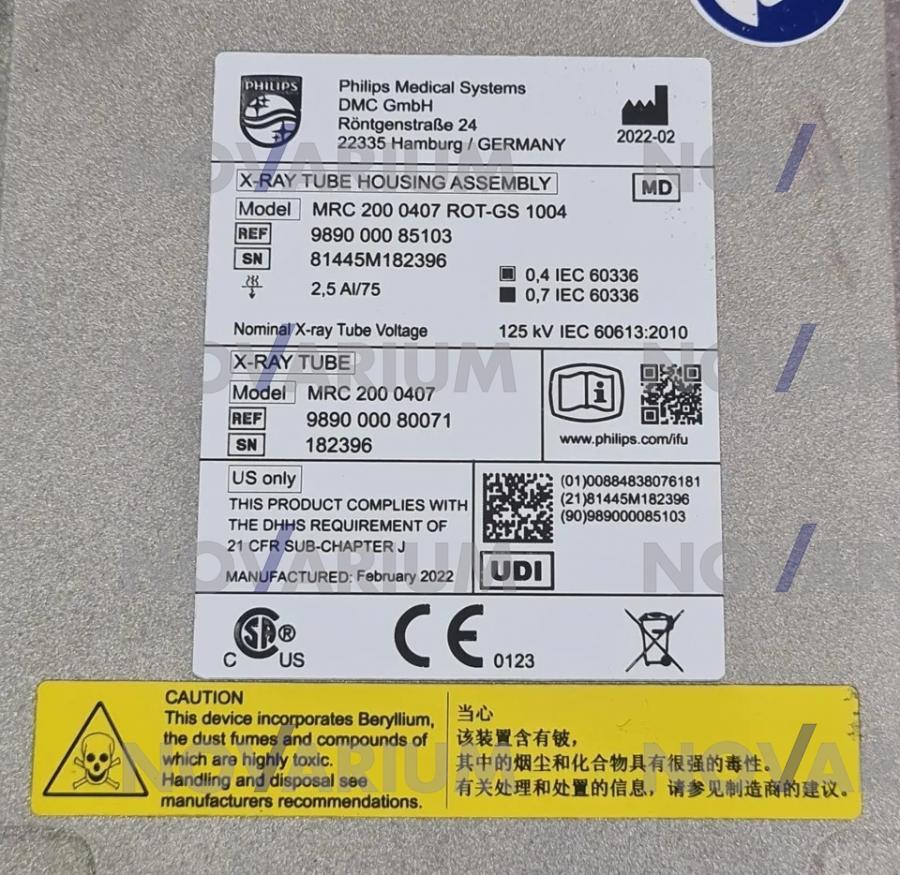 PHILIPS
Philips Medical Systems
DMC GmbH
Röntgenstraße 24
22335 Hamburg / GERMANY
2022-02
X-RAY TUBE HOUSING ASSEMBLY
MD
Model MRC 200 0407 ROT-GS 1004
REF 9890 000 85103
SN 81445M182396
2,5 Al/75
0,4 IEC 60336
0,7 IEC 60336
Nominal X-ray Tube Voltage 125 kV IEC 60613:2010
X-RAY TUBE
Model MRC 200 0407
REF 9890 000 80071
SN 182396
www.philips.com/ifu
US only
THIS PRODUCT COMPLIES WITH
THE DHHS REQUIREMENT OF
21 CFR SUB-CHAPTER J
MANUFACTURED: February 2022
(01)00884838076181
(21)81445M182396
(90)989000085103
UDI
C SA ® US
CE 0123
CAUTION
This device incorporates Beryllium,
the dust fumes and compounds of
which are highly toxic.
Handling and disposal see
manufacturers recommendations.
当心
该装置含有铍，
其中的烟尘和化合物具有很强的毒性。
有关处理和处置的信息，请参见制造商的建议。
NOVARIUM
NOVARIUM
NOVARIUM
NOVARIUM